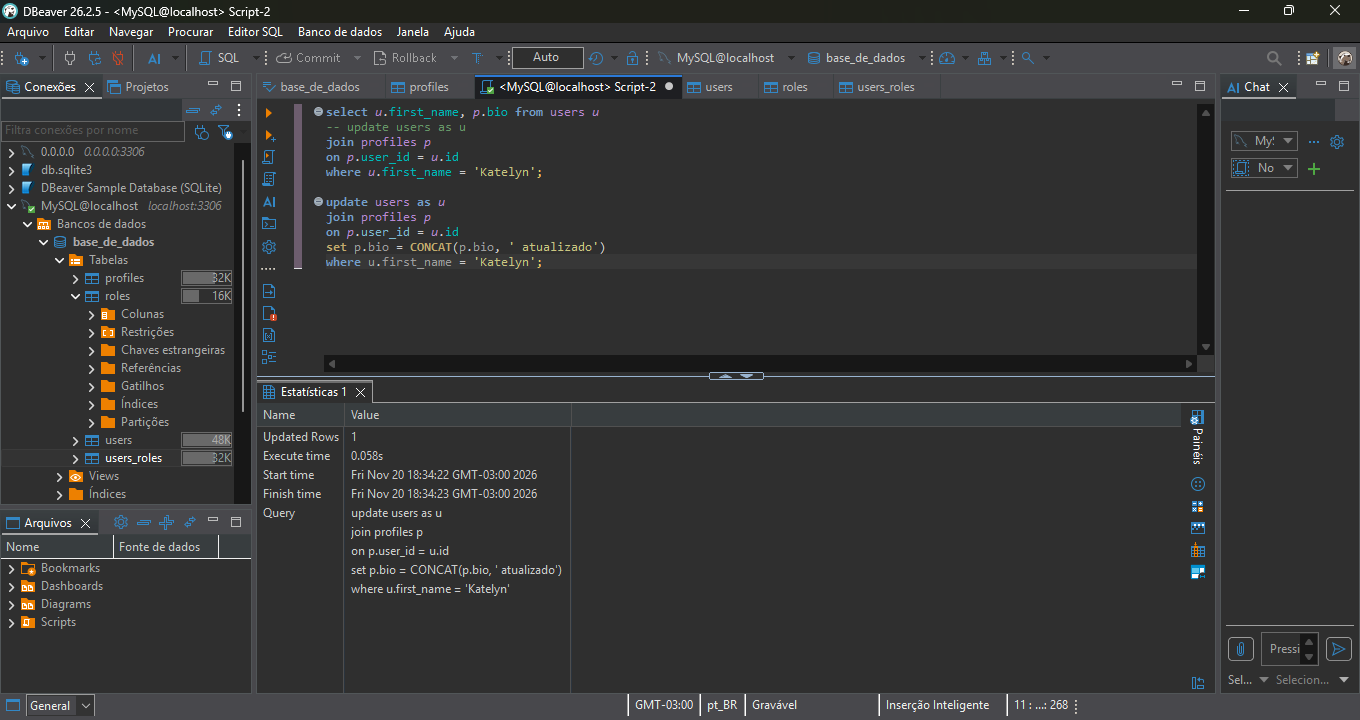 DBeaver 26.2.5 - <MySQL@localhost> Script-2
Arquivo Editar Navegar Procurar Editor SQL Banco de dados Janela Ajuda
AI SQL Commit Rollback T Auto MySQL@localhost base_de_dados
Conexões Projetos
Filtra conexões por nome
0.0.0.0 0.0.0.0:3306
db.sqlite3
DBeaver Sample Database (SQLite)
MySQL@localhost localhost:3306
Bancos de dados
base_de_dados
Tabelas
profiles 32K
roles 16K
Colunas
Restrições
Chaves estrangeiras
Referências
Gatilhos
Índices
Partições
users 48K
users_roles 32K
Views
Índices
Arquivos
Nome Fonte de dados
Bookmarks
Dashboards
Diagrams
Scripts
General
base_de_dados profiles <MySQL@localhost> Script-2 users roles users_roles
AI
select u.first_name, p.bio from users u
-- update users as u
join profiles p
on p.user_id = u.id
where u.first_name = 'Katelyn';
update users as u
join profiles p
on p.user_id = u.id
set p.bio = CONCAT(p.bio, ' atualizado')
where u.first_name = 'Katelyn';
Estatísticas 1
Name Value
Updated Rows 1
Execute time 0.058s
Start time Fri Nov 20 18:34:22 GMT-03:00 2026
Finish time Fri Nov 20 18:34:23 GMT-03:00 2026
Query update users as u
join profiles p
on p.user_id = u.id
set p.bio = CONCAT(p.bio, ' atualizado')
where u.first_name = 'Katelyn'
Painéis
AI Chat
My:
No
Pressi
Sel... Selecion...
GMT-03:00 pt_BR Gravável Inserção Inteligente 11 : ...: 268